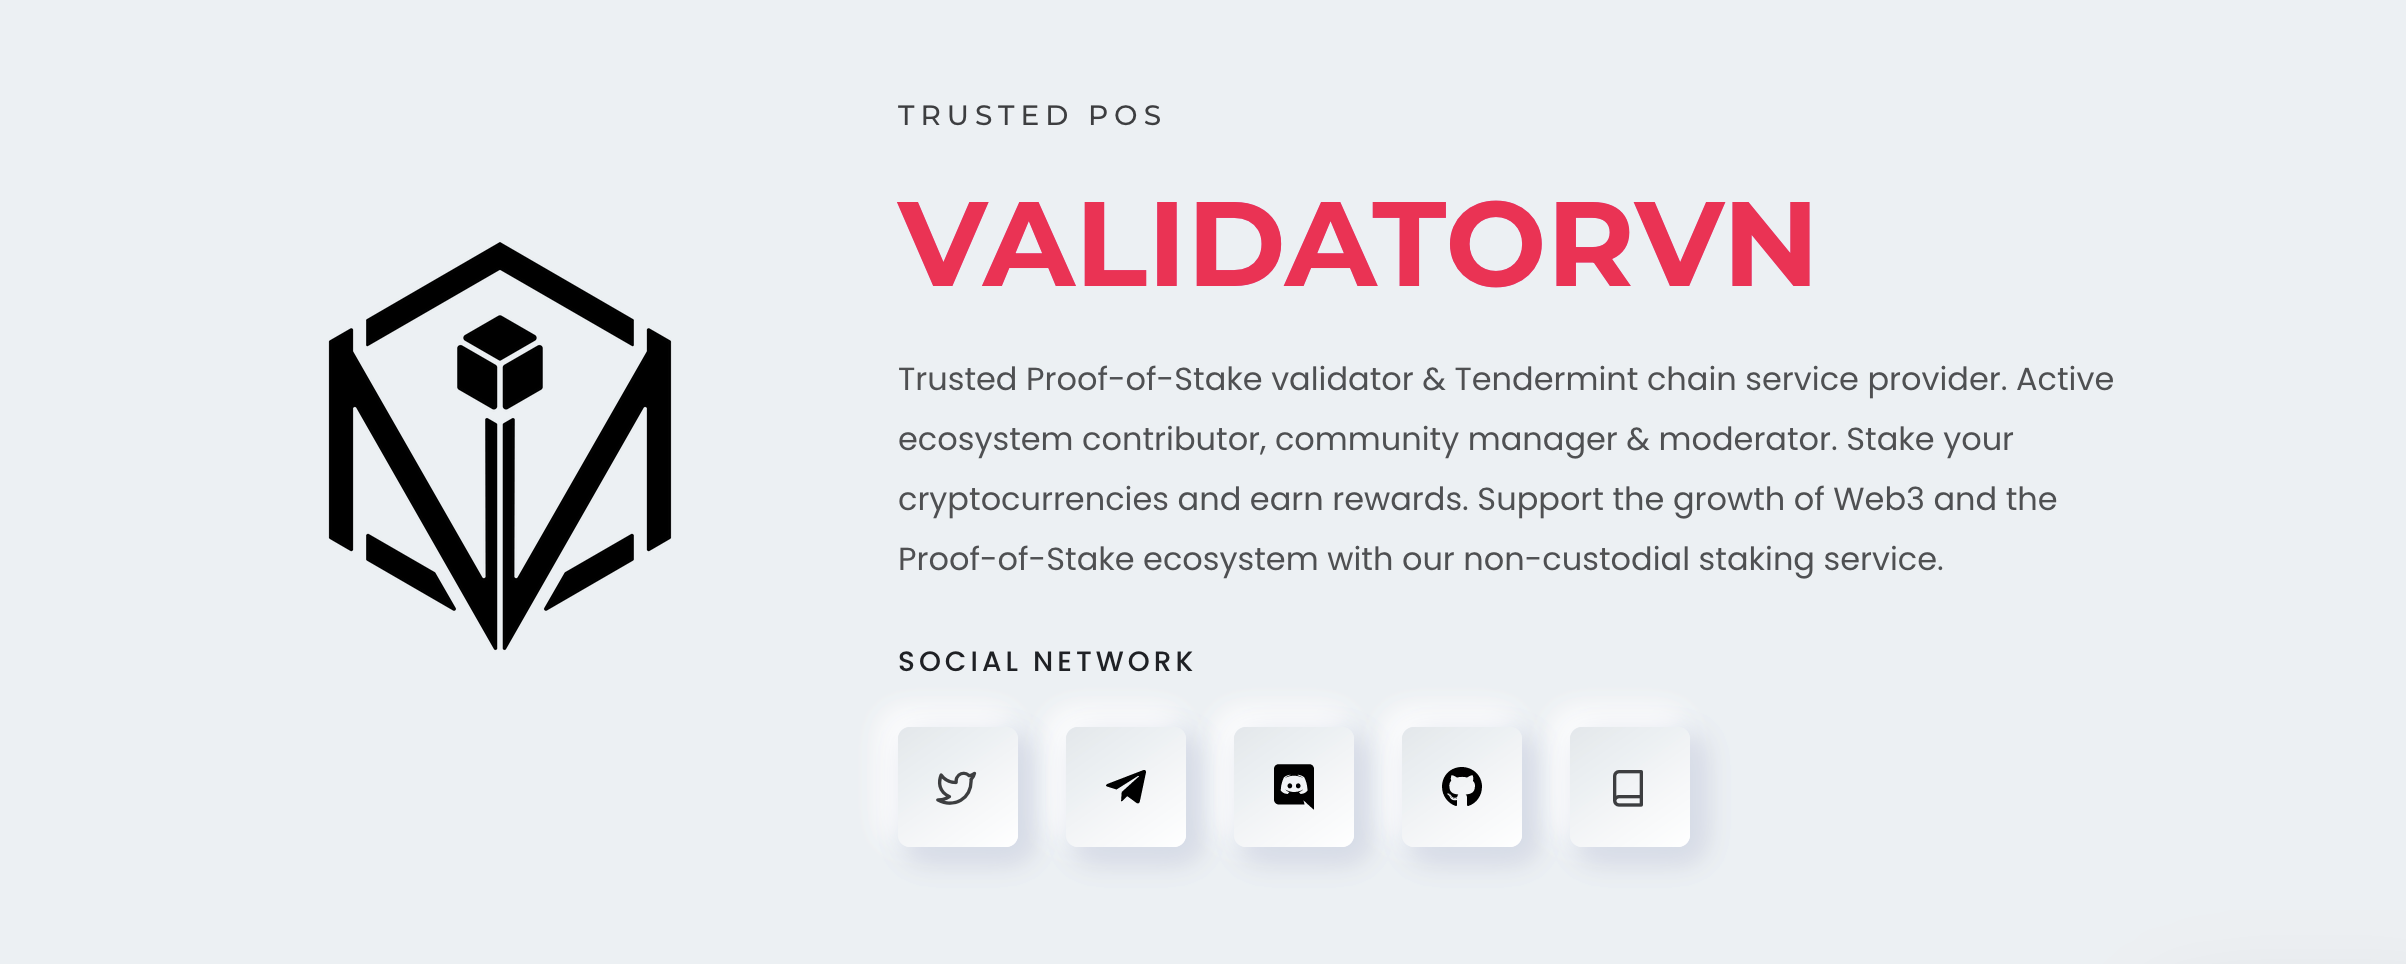 TRUSTED POS
VALIDATORVN
Trusted Proof-of-Stake validator & Tendermint chain service provider. Active
ecosystem contributor, community manager & moderator. Stake your
cryptocurrencies and earn rewards. Support the growth of Web3 and the
Proof-of-Stake ecosystem with our non-custodial staking service.
SOCIAL NETWORK